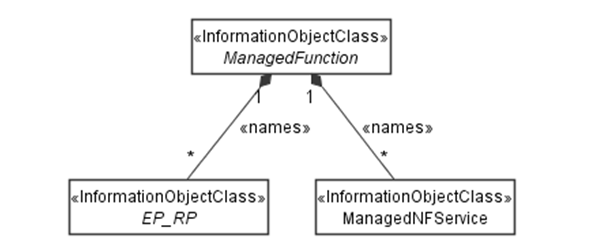 «InformationObjectClass»
ManagedFunction
1 1
«names» «names»
* *
«InformationObjectClass» «InformationObjectClass»
EP_RP ManagedNFService